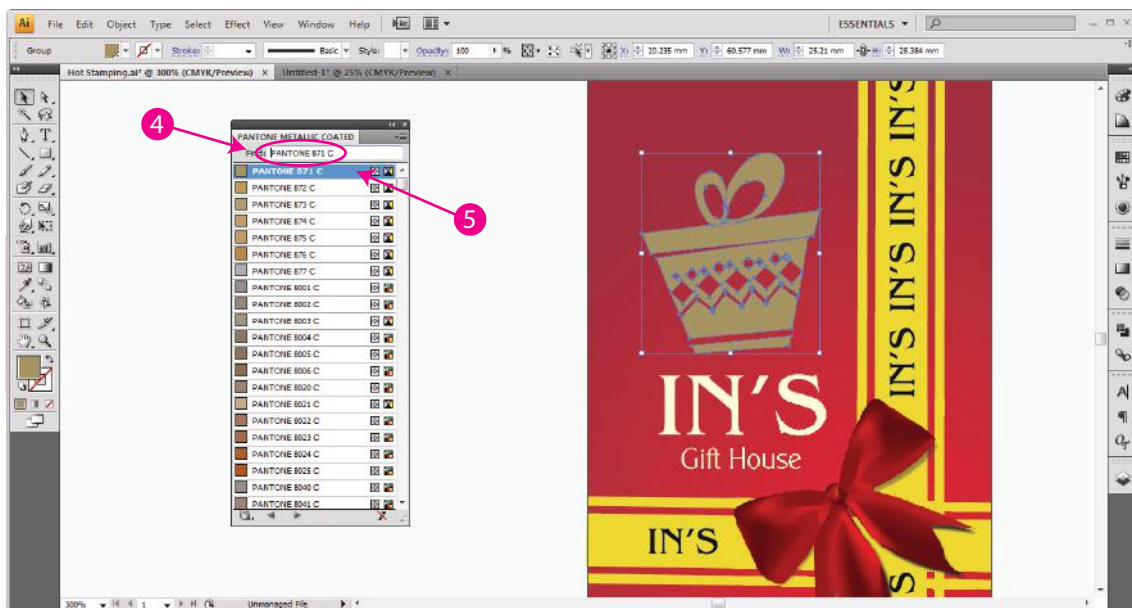 Ai File Edit Object Type Select Effect View Window Help Br ESSENTIALS
Group Stroke: Basic Style: Opacity: 100 % X: 20.235 mm Y: 60.577 mm W: 25.21 mm H: 28.384 mm
Hot Stamping.ai* @ 300% (CMYK/Preview) × Untitled-1* @ 25% (CMYK/Preview) ×
4
PANTONE METALLIC COATED
Find: PANTONE 871 C
5
PANTONE 871 C
PANTONE 872 C
PANTONE 873 C
PANTONE 874 C
PANTONE 875 C
PANTONE 876 C
PANTONE 877 C
PANTONE 8001 C
PANTONE 8002 C
PANTONE 8003 C
PANTONE 8004 C
PANTONE 8005 C
PANTONE 8006 C
PANTONE 8020 C
PANTONE 8021 C
PANTONE 8022 C
PANTONE 8023 C
PANTONE 8024 C
PANTONE 8025 C
PANTONE 8040 C
PANTONE 8041 C
IN'S IN'S IN'S IN'S
IN'S
Gift House
IN'S
300% 1 Unmanaged File